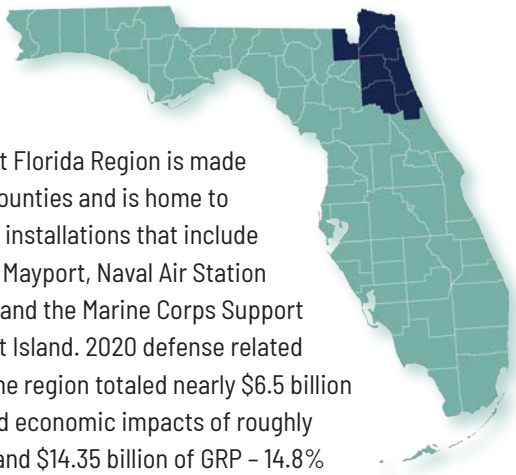 t Florida Region is made
ounties and is home to
installations that include
Mayport, Naval Air Station
and the Marine Corps Support
t Island. 2020 defense related
he region totaled nearly $6.5 billion
d economic impacts of roughly
and $14.35 billion of GRP – 14.8%